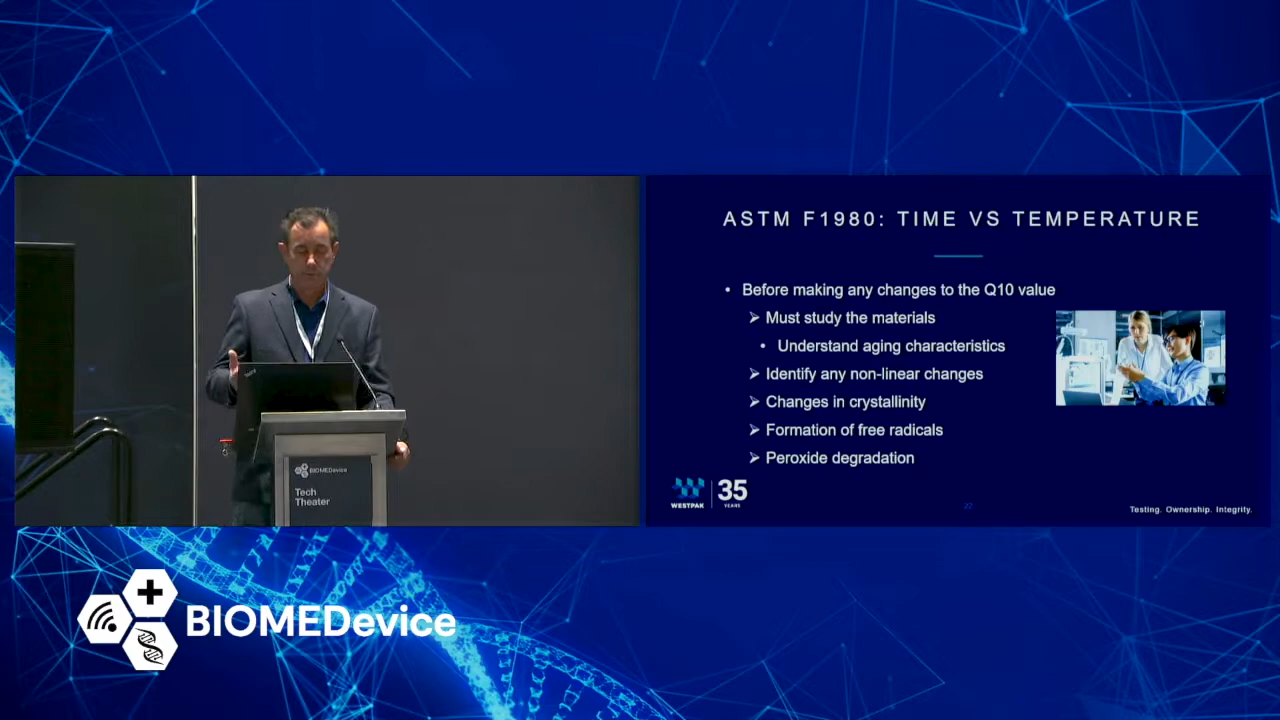 ASTM F1980: TIME VS TEMPERATURE
• Before making any changes to the Q10 value
➢ Must study the materials
• Understand aging characteristics
➢ Identify any non-linear changes
➢ Changes in crystallinity
➢ Formation of free radicals
➢ Peroxide degradation
WESTPAK
35
YEARS
22
Testing. Ownership. Integrity.
BIOMEDevice
Tech
Theater
BIOMEDevice